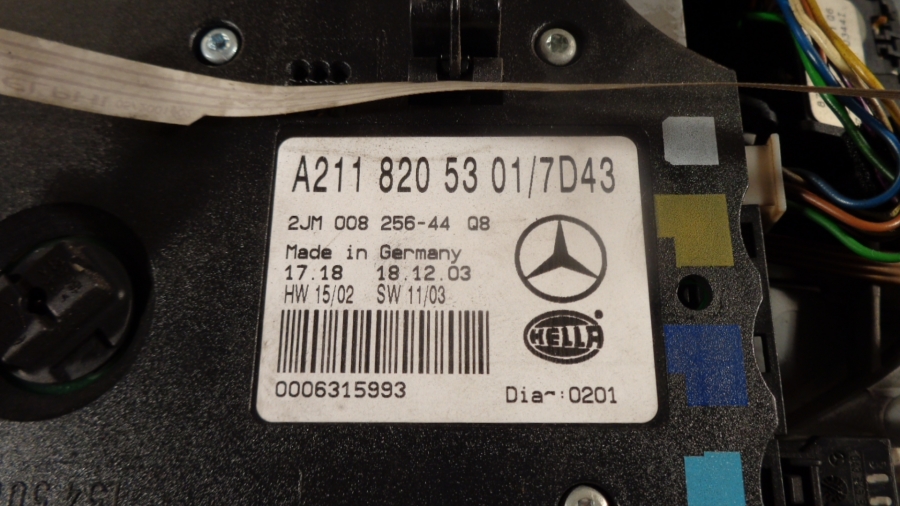 A211 820 53 01/7D43
2JM 008 256-44 Q8
Made in Germany
17.18 18.12.03
HW 15/02 SW 11/03
HELLA
0006315993
Dia~:0201